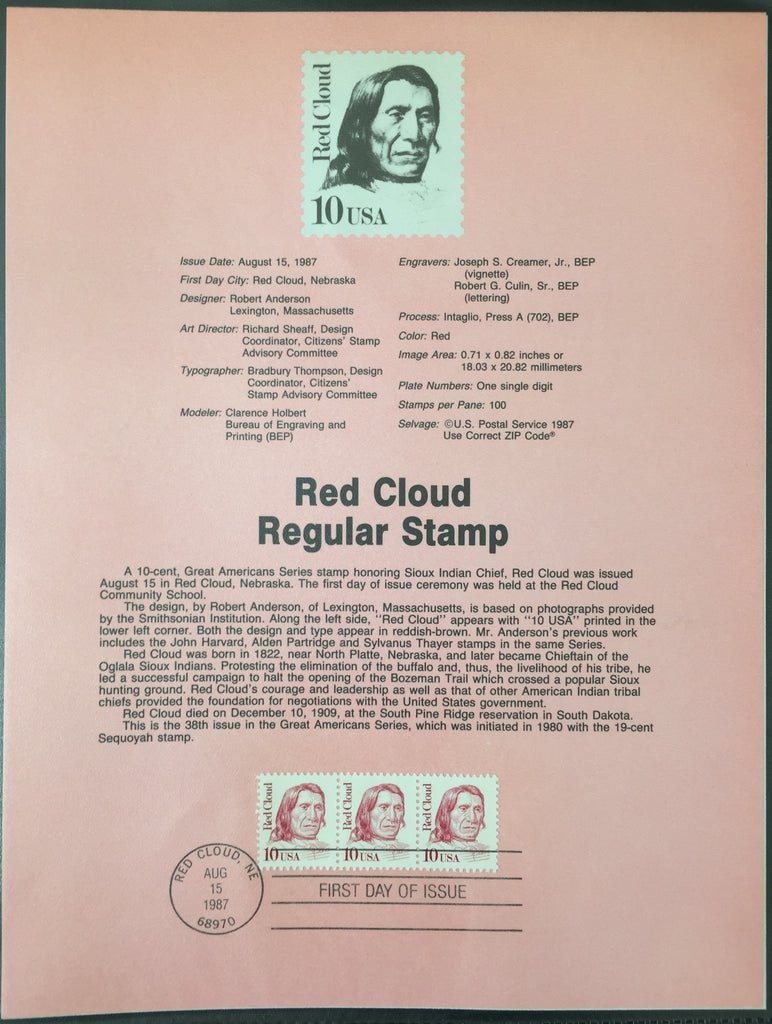 Red Cloud
10 USA
Issue Date: August 15, 1987
First Day City: Red Cloud, Nebraska
Designer: Robert Anderson
Lexington, Massachusetts
Art Director: Richard Sheaff, Design
Coordinator, Citizens' Stamp
Advisory Committee
Typographer: Bradbury Thompson, Design
Coordinator, Citizens'
Stamp Advisory Committee
Modeler: Clarence Holbert
Bureau of Engraving and
Printing (BEP)
Engravers: Joseph S. Creamer, Jr., BEP
(vignette)
Robert G. Culin, Sr., BEP
(lettering)
Process: Intaglio, Press A (702), BEP
Color: Red
Image Area: 0.71 x 0.82 inches or
18.03 x 20.82 millimeters
Plate Numbers: One single digit
Stamps per Pane: 100
Selvage: ©U.S. Postal Service 1987
Use Correct ZIP Code®
Red Cloud
Regular Stamp
A 10-cent, Great Americans Series stamp honoring Sioux Indian Chief, Red Cloud was issued
August 15 in Red Cloud, Nebraska. The first day of issue ceremony was held at the Red Cloud
Community School.
The design, by Robert Anderson, of Lexington, Massachusetts, is based on photographs provided
by the Smithsonian Institution. Along the left side, "Red Cloud" appears with "10 USA" printed in the
lower left corner. Both the design and type appear in reddish-brown. Mr. Anderson's previous work
includes the John Harvard, Alden Partridge and Sylvanus Thayer stamps in the same Series.
Red Cloud was born in 1822, near North Platte, Nebraska, and later became Chieftain of the
Oglala Sioux Indians. Protesting the elimination of the buffalo and, thus, the livelihood of his tribe, he
led a successful campaign to halt the opening of the Bozeman Trail which crossed a popular Sioux
hunting ground. Red Cloud's courage and leadership as well as that of other American Indian tribal
chiefs provided the foundation for negotiations with the United States government.
Red Cloud died on December 10, 1909, at the South Pine Ridge reservation in South Dakota.
This is the 38th issue in the Great Americans Series, which was initiated in 1980 with the 19-cent
Sequoyah stamp.
Red Cloud
10 USA
Red Cloud
10 USA
Red Cloud
10 USA
RED CLOUD, NE
AUG
15
1987
68970
FIRST DAY OF ISSUE